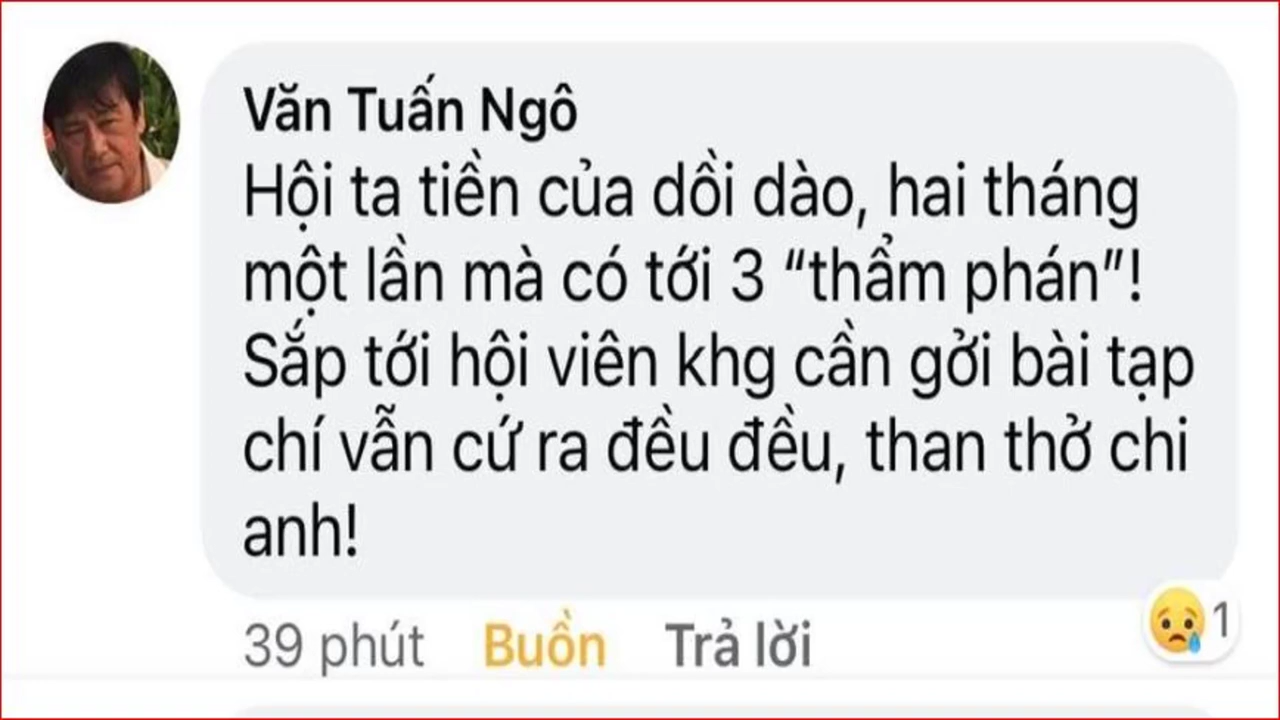 Văn Tuấn Ngô
Hội ta tiền của dồi dào, hai tháng
một lần mà có tới 3 “thẩm phán”!
Sắp tới hội viên khg cần gởi bài tạp
chí vẫn cứ ra đều đều, than thở chi
anh!
1
39 phút Buồn Trả lời